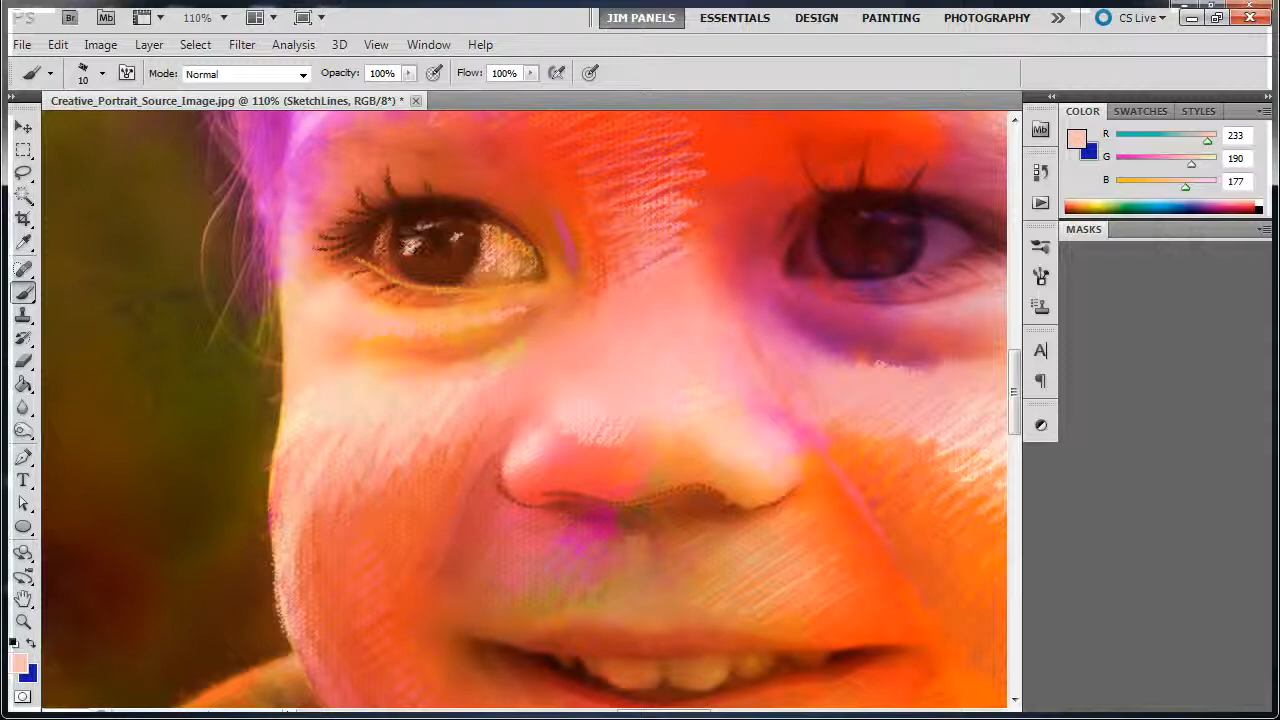 PS Br Mb 110% JIM PANELS ESSENTIALS DESIGN PAINTING PHOTOGRAPHY CS Live
File Edit Image Layer Select Filter Analysis 3D View Window Help
10 Mode: Normal Opacity: 100% Flow: 100%
Creative_Portrait_Source_Image.jpg @ 110% (SketchLines, RGB/8*) *
COLOR SWATCHES STYLES
Mb
R 233
G 190
B 177
MASKS
A
T